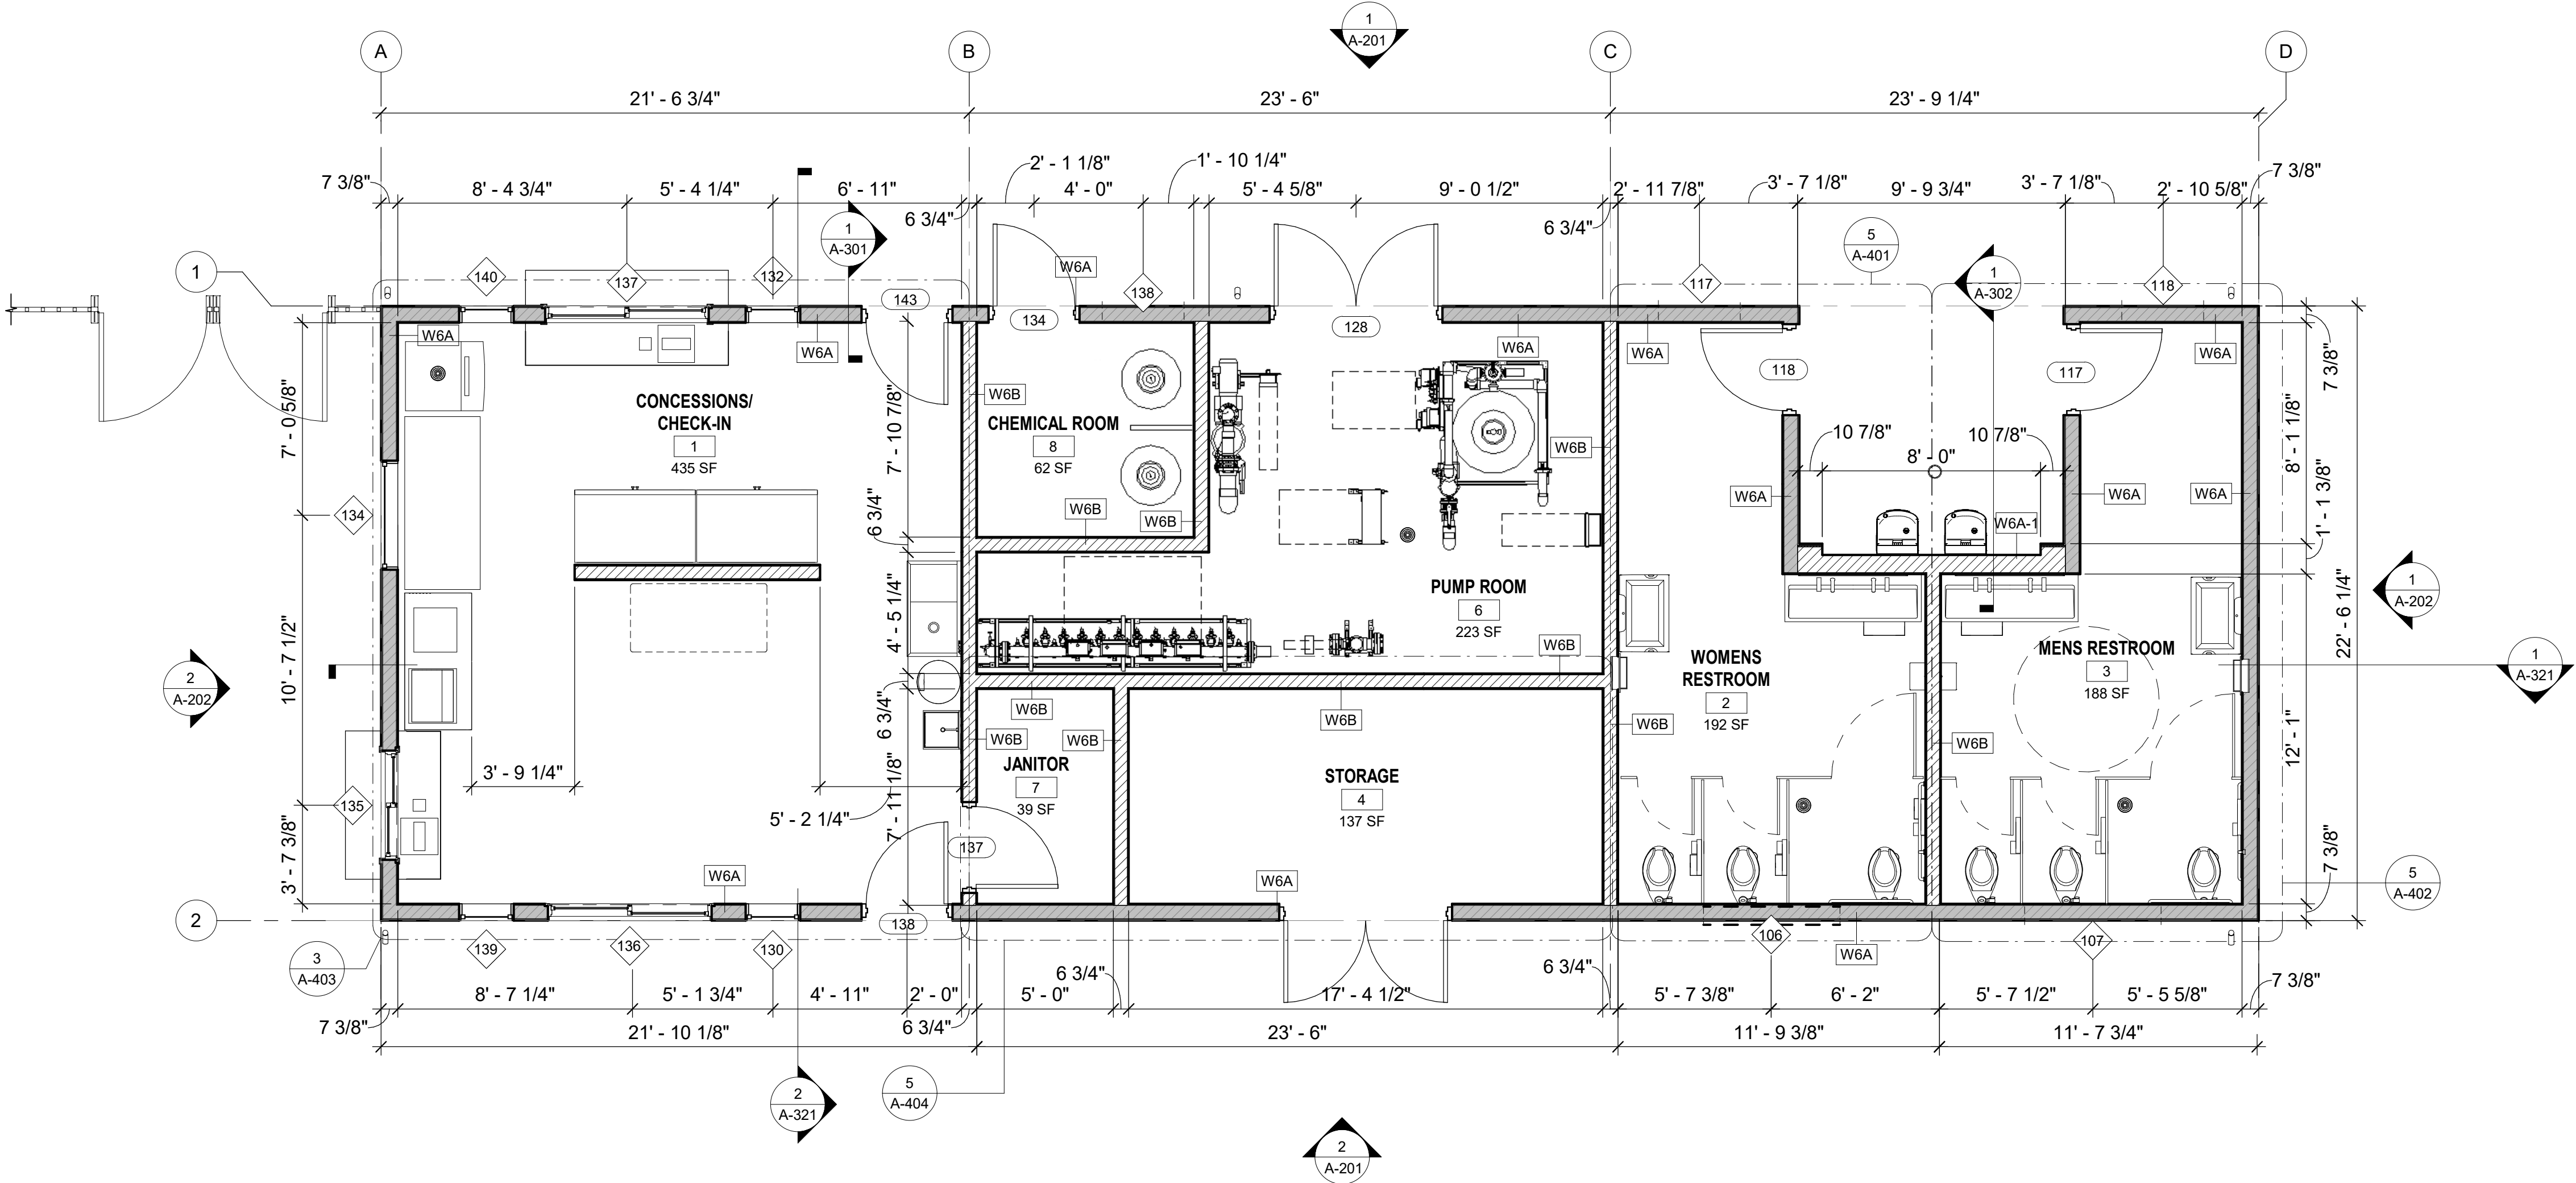 1
A-201
A
B
C
D
21' - 6 3/4"
23' - 6"
23' - 9 1/4"
7 3/8"
8' - 4 3/4"
5' - 4 1/4"
6' - 11"
6 3/4"
2' - 1 1/8"
4' - 0"
1' - 10 1/4"
5' - 4 5/8"
9' - 0 1/2"
6 3/4"
2' - 11 7/8"
3' - 7 1/8"
9' - 9 3/4"
3' - 7 1/8"
2' - 10 5/8"
7 3/8"
1
A-301
5
A-401
1
A-302
1
140
137
132
143
W6A
138
117
118
134
128
W6A
W6A
W6A
W6A
W6A
118
117
7 3/8"
7' - 0 5/8"
CONCESSIONS/
CHECK-IN
1
435 SF
7' - 10 7/8"
W6B
CHEMICAL ROOM
8
62 SF
W6B
10 7/8"
10 7/8"
8' - 0"
8' - 1 1/8"
134
6 3/4"
W6B
W6B
W6A
W6A-1
W6A
W6A
1' - 1 3/8"
4' - 5 1/4"
PUMP ROOM
6
223 SF
W6B
22' - 6 1/4"
1
A-202
10' - 7 1/2"
2
A-202
WOMENS
RESTROOM
2
192 SF
MENS RESTROOM
3
188 SF
1
A-321
6 3/4"
W6B
W6B
W6B
W6B
W6B
W6B
12' - 1"
3' - 9 1/4"
5' - 2 1/4"
7' - 11 1/8"
JANITOR
7
39 SF
STORAGE
4
137 SF
135
3' - 7 3/8"
137
W6A
W6A
7 3/8"
5
A-402
2
3
A-403
139
136
130
138
106
W6A
107
8' - 7 1/4"
5' - 1 3/4"
4' - 11"
2' - 0"
5' - 0"
6 3/4"
17' - 4 1/2"
6 3/4"
5' - 7 3/8"
6' - 2"
5' - 7 1/2"
5' - 5 5/8"
7 3/8"
7 3/8"
6 3/4"
21' - 10 1/8"
23' - 6"
11' - 9 3/8"
11' - 7 3/4"
2
A-321
5
A-404
2
A-201